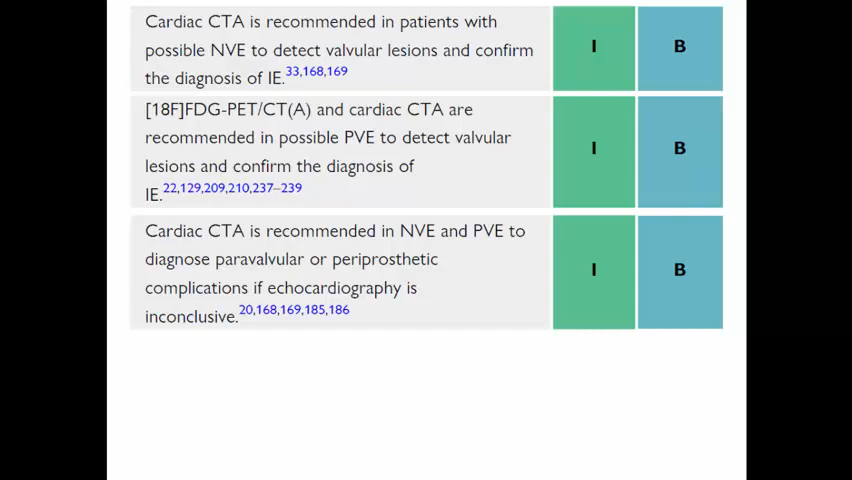 Cardiac CTA is recommended in patients with
possible NVE to detect valvular lesions and confirm
the diagnosis of IE.33,168,169
I
B
[18F]FDG-PET/CT(A) and cardiac CTA are
recommended in possible PVE to detect valvular
lesions and confirm the diagnosis of
IE.22,129,209,210,237–239
I
B
Cardiac CTA is recommended in NVE and PVE to
diagnose paravalvular or periprosthetic
complications if echocardiography is
inconclusive.20,168,169,185,186
I
B